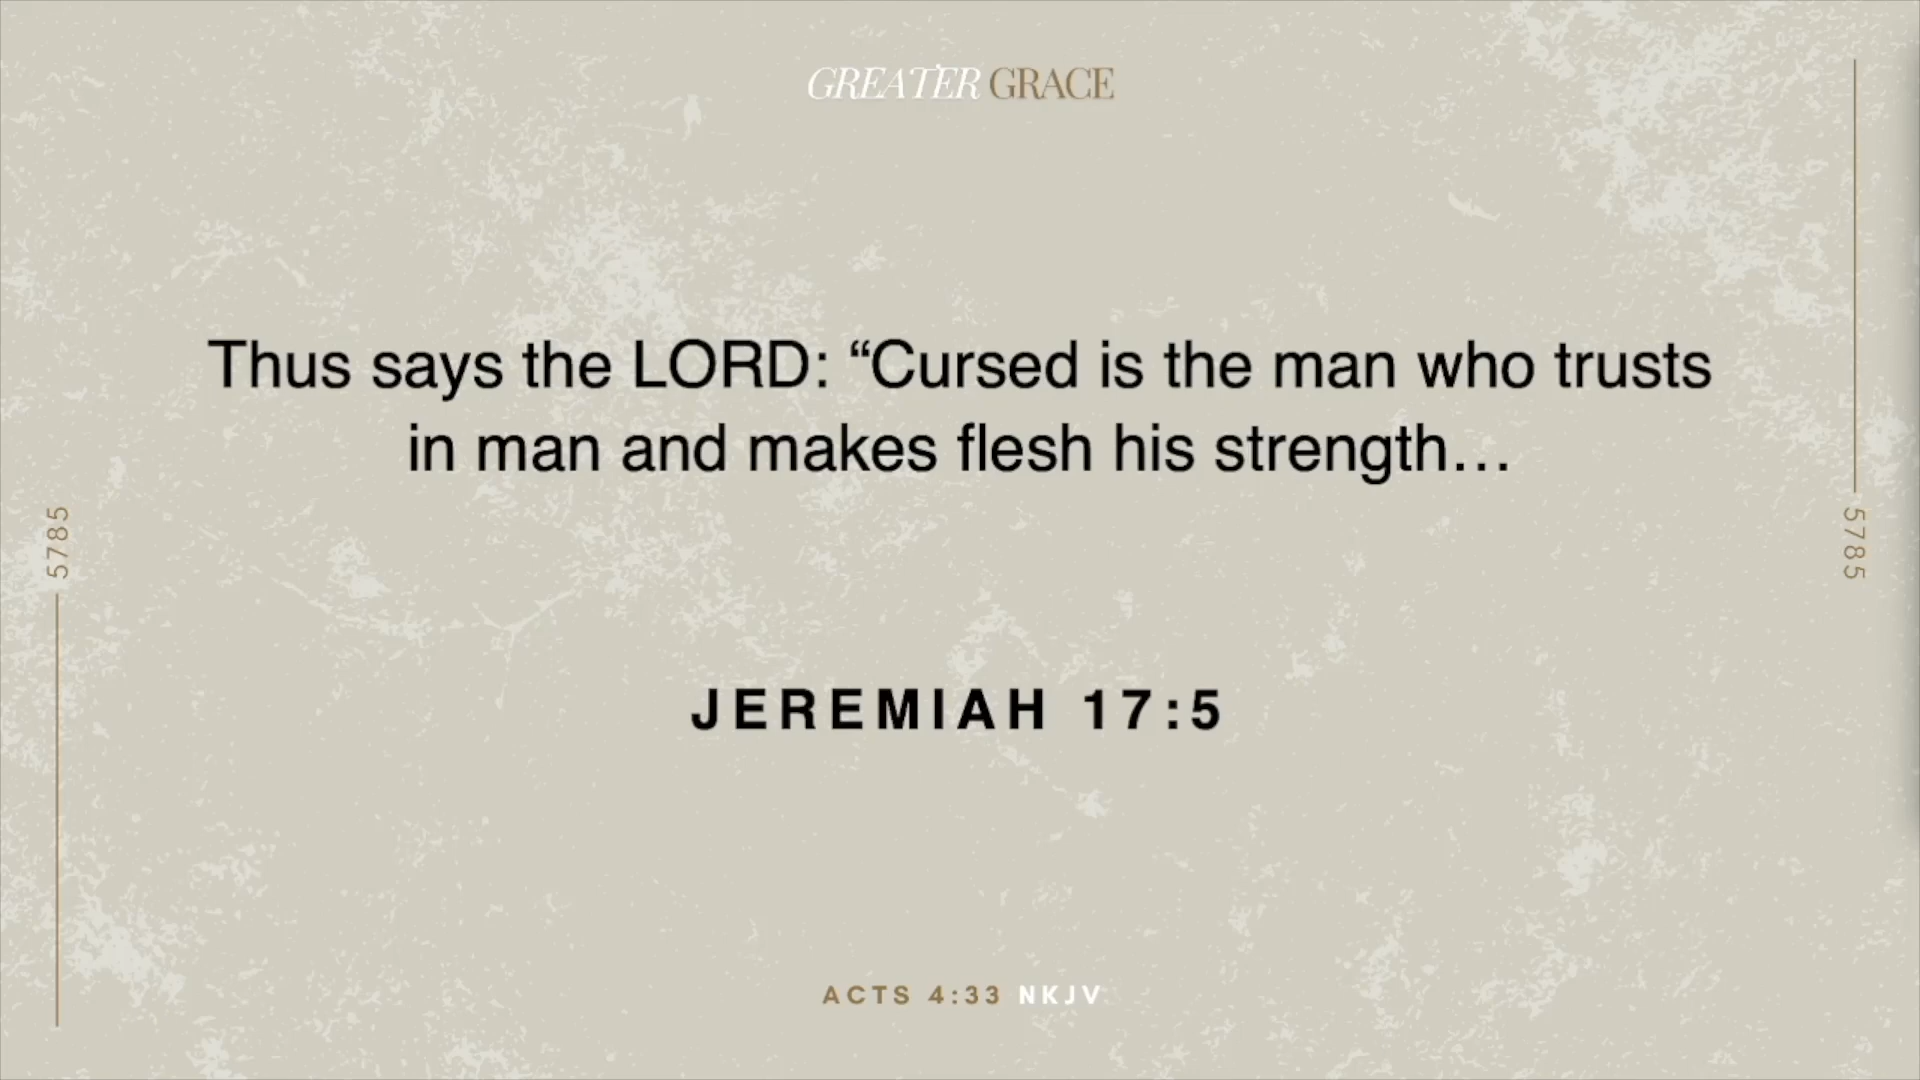 GREATER GRACE
Thus says the LORD: “Cursed is the man who trusts
in man and makes flesh his strength…
5785
5785
JEREMIAH 17:5
ACTS 4:33 NKJV